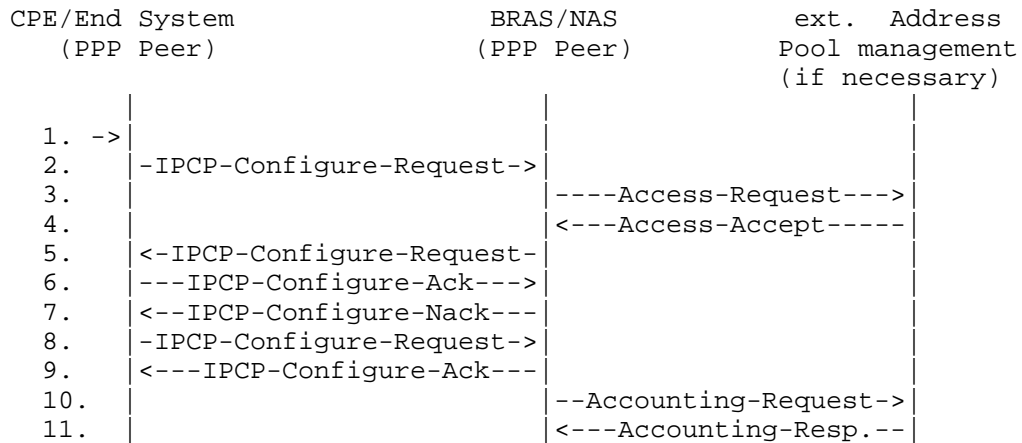 CPE/End System                 BRAS/NAS            ext.  Address
   (PPP Peer)                 (PPP Peer)         Pool management
                                                 (if necessary)
        |                          |                       |
  1. ->|                          |                       |
  2.    |-IPCP-Configure-Request->|                       |
  3.    |                          |----Access-Request--->|
  4.    |                          |<---Access-Accept-----|
  5.    |<-IPCP-Configure-Request-|                       |
  6.    |---IPCP-Configure-Ack--->|                       |
  7.    |<--IPCP-Configure-Nack---|                       |
  8.    |-IPCP-Configure-Request->|                       |
  9.    |<---IPCP-Configure-Ack---|                       |
  10.   |                          |--Accounting-Request->|
  11.   |                          |<---Accounting-Resp.--|